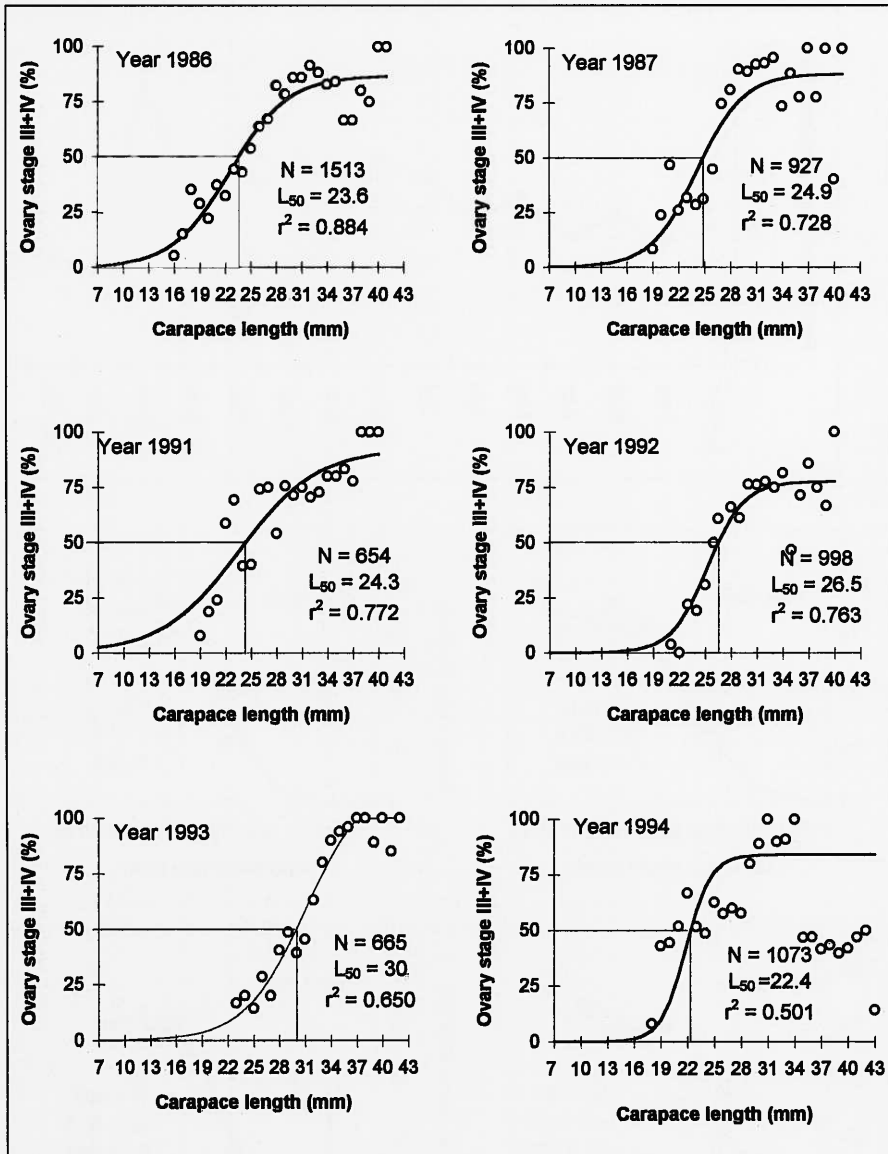 Year 1986
Ovary stage III+IV (%)
100
75
50
25
0
N = 1513
L50 = 23.6
r2 = 0.884
7 10 13 16 19 22 25 28 31 34 37 40 43
Carapace length (mm)
Year 1987
Ovary stage III+IV (%)
100
75
50
25
0
N = 927
L50 = 24.9
r2 = 0.728
7 10 13 16 19 22 25 28 31 34 37 40 43
Carapace length (mm)
Year 1991
Ovary stage III+IV (%)
100
75
50
25
0
N = 654
L50 = 24.3
r2 = 0.772
7 10 13 16 19 22 25 28 31 34 37 40 43
Carapace length (mm)
Year 1992
Ovary stage III+IV (%)
100
75
50
25
0
N = 998
L50 = 26.5
r2 = 0.763
7 10 13 16 19 22 25 28 31 34 37 40 43
Carapace length (mm)
Year 1993
Ovary stage III+IV (%)
100
75
50
25
0
N = 665
L50 = 30
r2 = 0.650
7 10 13 16 19 22 25 28 31 34 37 40 43
Carapace length (mm)
Year 1994
Ovary stage III+IV (%)
100
75
50
25
0
N = 1073
L50 =22.4
r2 = 0.501
7 10 13 16 19 22 25 28 31 34 37 40 43
Carapace length (mm)